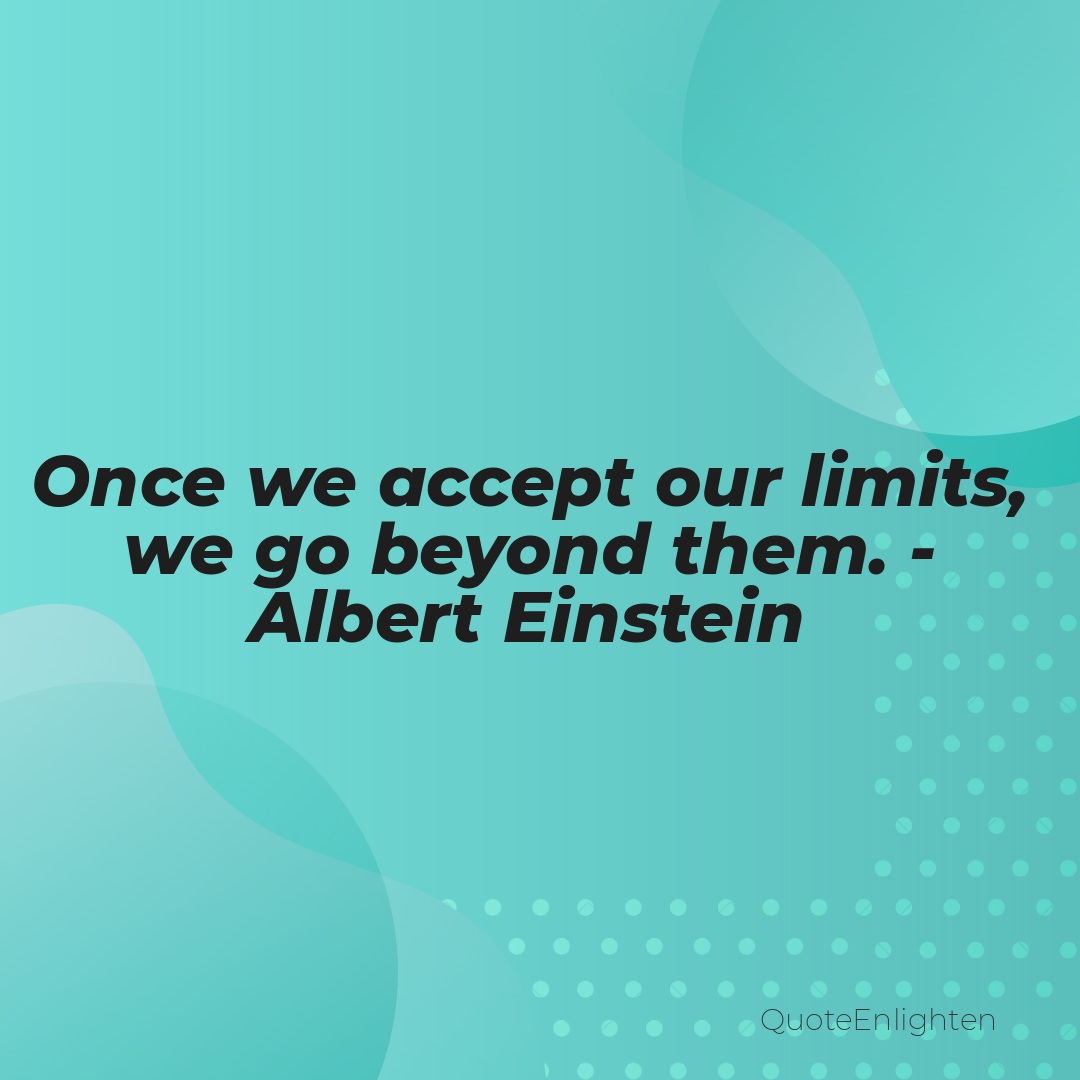 Once we accept our limits,
we go beyond them. -
Albert Einstein
QuoteEnlighten